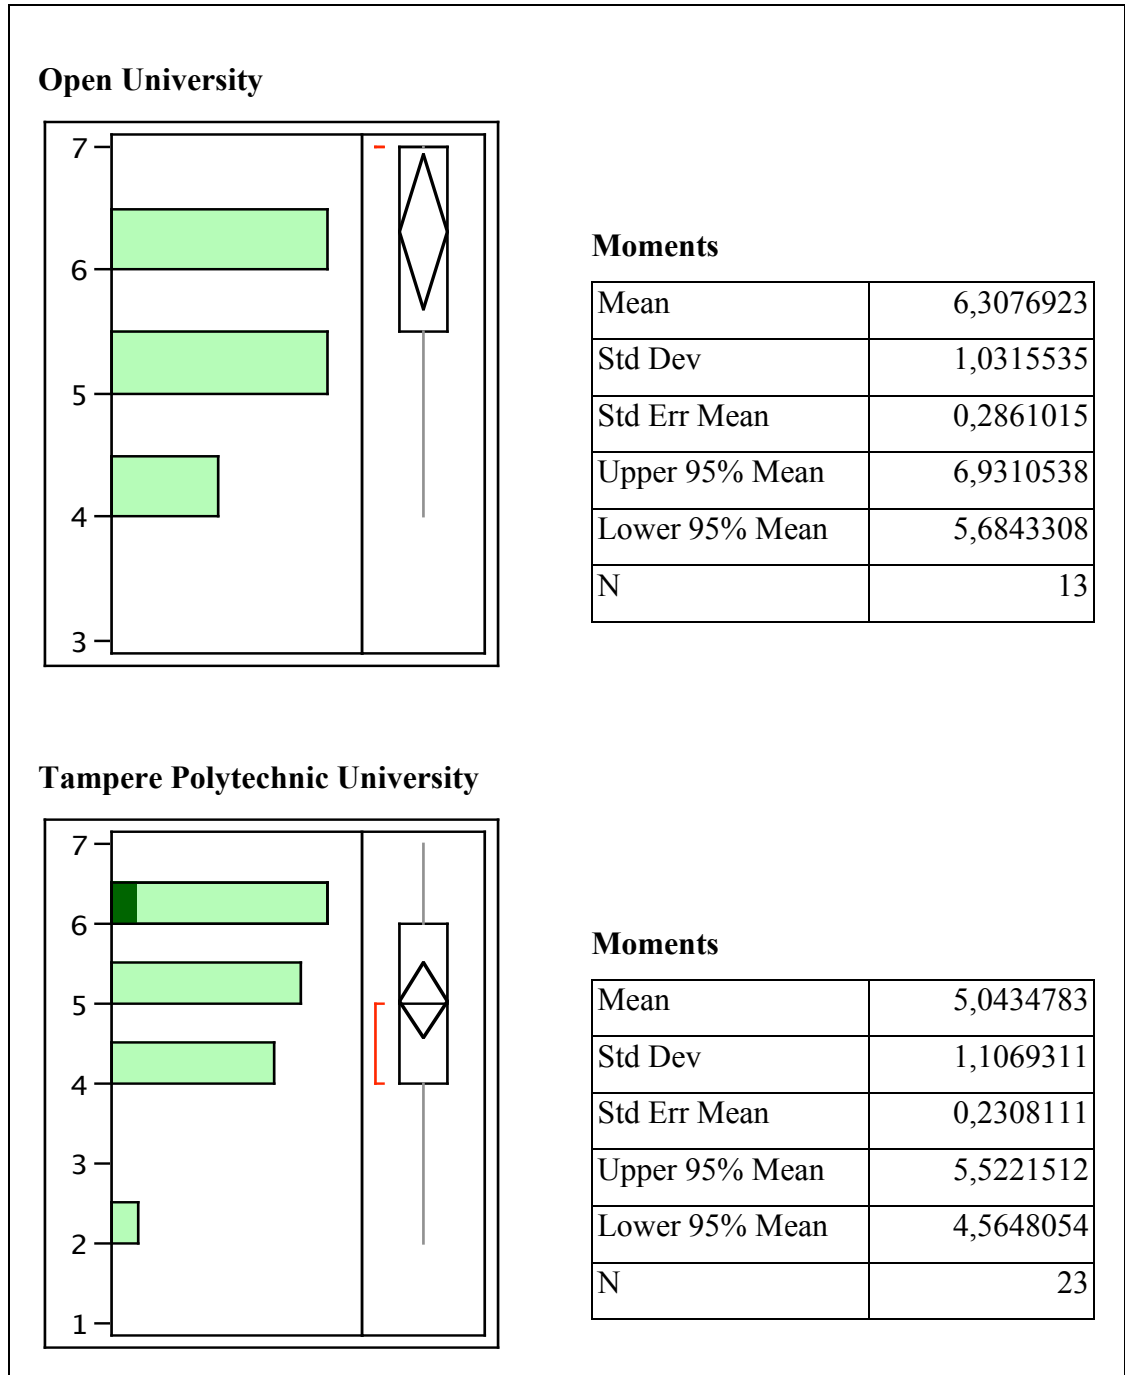 Open University
7
6
5
4
3
Moments
Mean 6,3076923
Std Dev 1,0315535
Std Err Mean 0,2861015
Upper 95% Mean 6,9310538
Lower 95% Mean 5,6843308
N 13
Tampere Polytechnic University
7
6
5
4
3
2
1
Moments
Mean 5,0434783
Std Dev 1,1069311
Std Err Mean 0,2308111
Upper 95% Mean 5,5221512
Lower 95% Mean 4,5648054
N 23